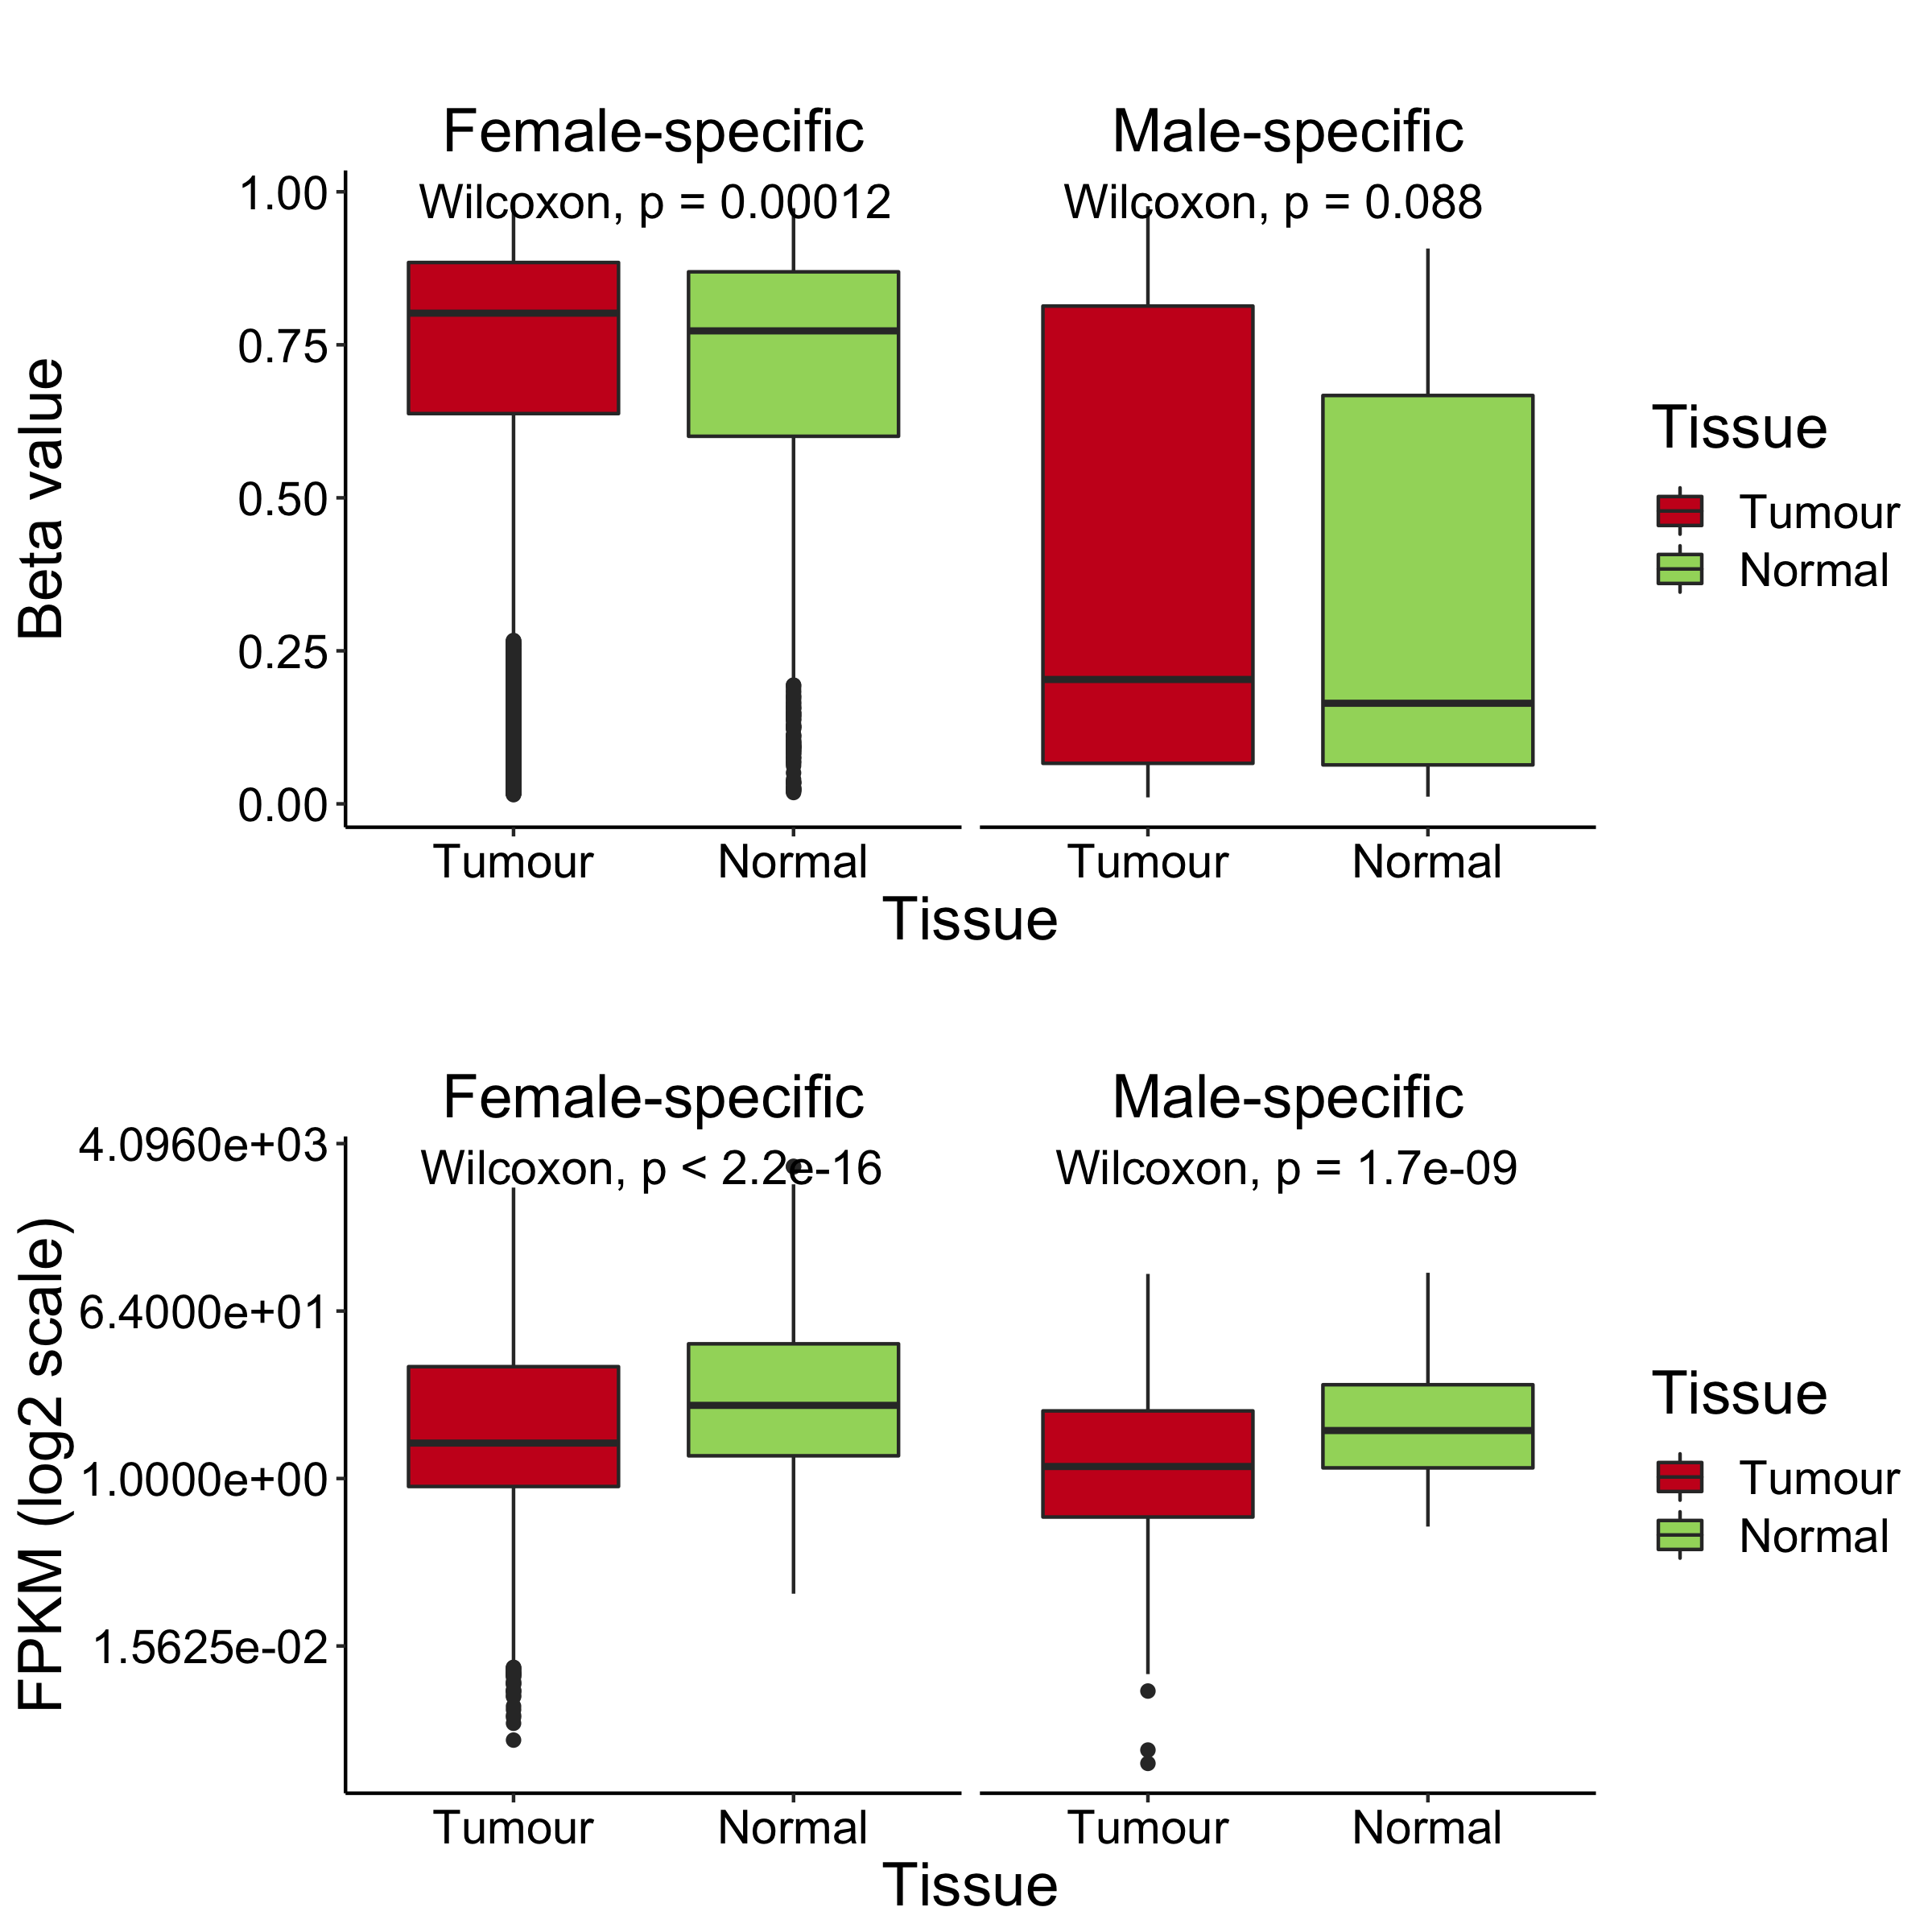 Female-specific
Male-specific
Wilcoxon, p = 0.00012
Wilcoxon, p = 0.088
1.00
0.75
0.50
0.25
0.00
Beta value
Tumour
Normal
Tumour
Normal
Tissue
Tissue
Tumour
Normal
Female-specific
Male-specific
Wilcoxon, p < 2.2e-16
Wilcoxon, p = 1.7e-09
4.0960e+03
6.4000e+01
1.0000e+00
1.5625e-02
FPKM (log2 scale)
Tumour
Normal
Tumour
Normal
Tissue
Tissue
Tumour
Normal